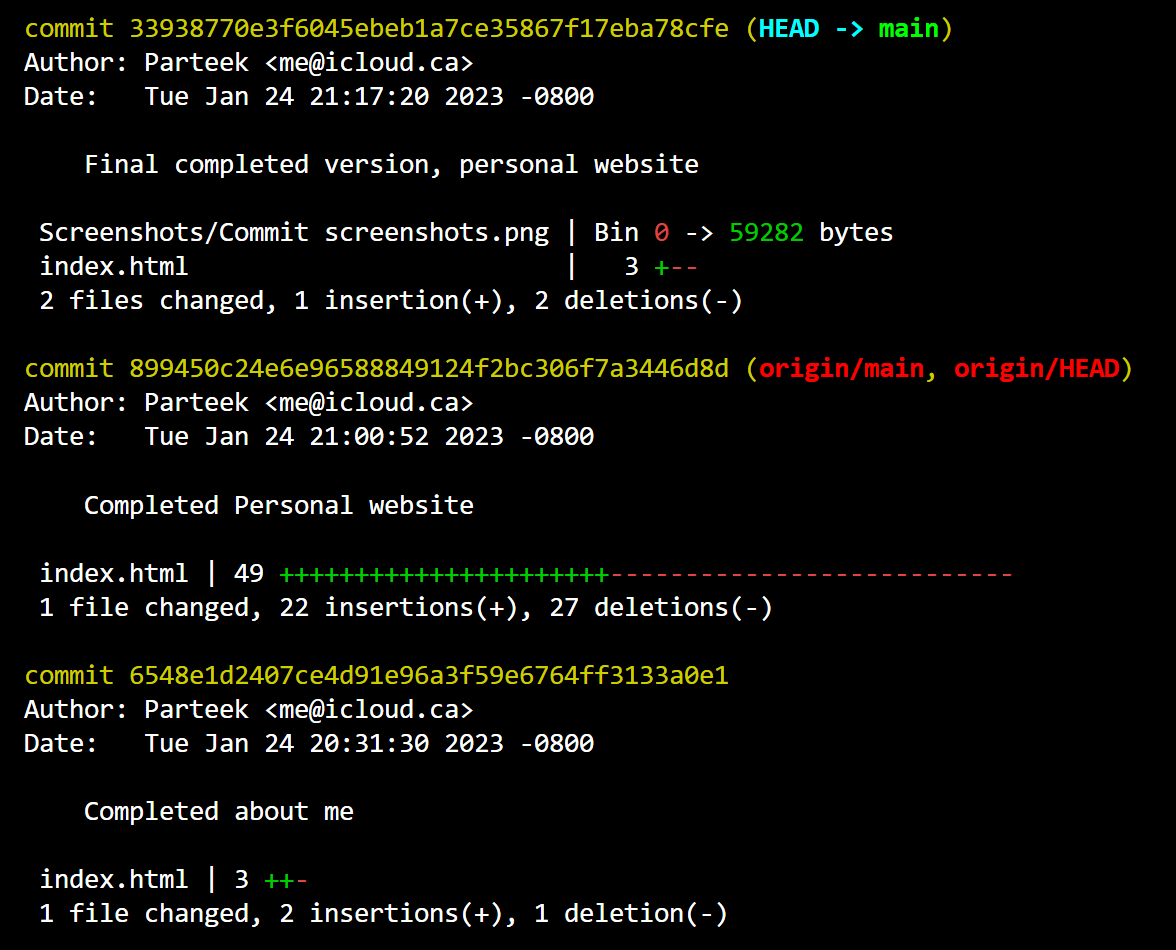 commit 33938770e3f6045ebeb1a7ce35867f17eba78cfe (HEAD -> main)
Author: Parteek <me@icloud.ca>
Date:   Tue Jan 24 21:17:20 2023 -0800

    Final completed version, personal website

 Screenshots/Commit screenshots.png | Bin 0 -> 59282 bytes
 index.html                         |   3 +--
 2 files changed, 1 insertion(+), 2 deletions(-)

commit 899450c24e6e96588849124f2bc306f7a3446d8d (origin/main, origin/HEAD)
Author: Parteek <me@icloud.ca>
Date:   Tue Jan 24 21:00:52 2023 -0800

    Completed Personal website

 index.html | 49 ++++++++++++++++++++++---------------------------
 1 file changed, 22 insertions(+), 27 deletions(-)

commit 6548e1d2407ce4d91e96a3f59e6764ff3133a0e1
Author: Parteek <me@icloud.ca>
Date:   Tue Jan 24 20:31:30 2023 -0800

    Completed about me

 index.html | 3 ++-
 1 file changed, 2 insertions(+), 1 deletion(-)